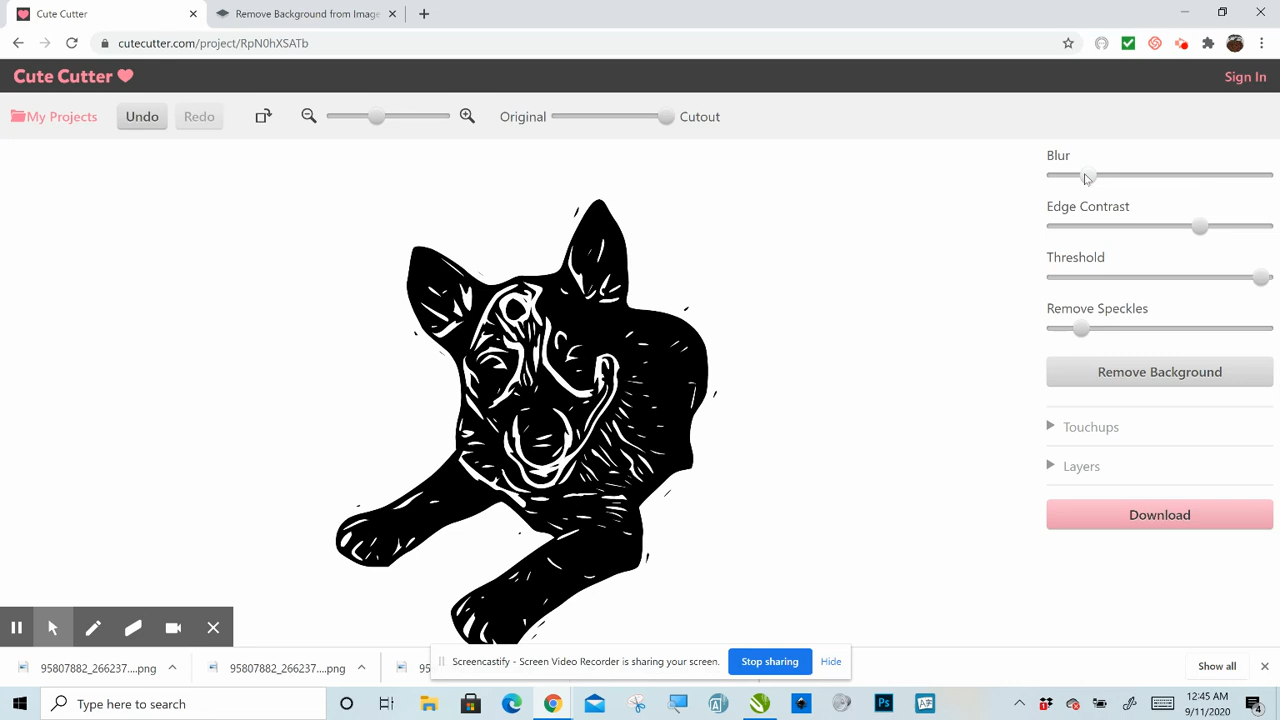 Cute Cutter
Remove Background from Image
cutecutter.com/project/RpN0hXSATb
Cute Cutter
Sign In
My Projects
Undo
Redo
Original
Cutout
Blur
Edge Contrast
Threshold
Remove Speckles
Remove Background
Touchups
Layers
Download
Screencastify - Screen Video Recorder is sharing your screen.
Stop sharing
Hide
95807882_266237....png
95807882_266237....png
Show all
Type here to search
Ps
12:45 AM
9/11/2020
4